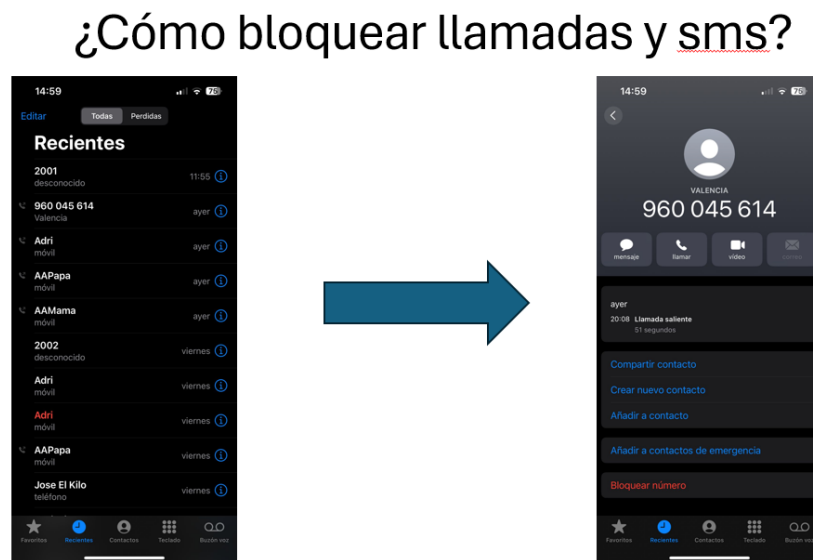 ¿Cómo bloquear llamadas y sms?
14:59
75
Editar
Todas
Perdidas
Recientes
2001
desconocido
11:55
960 045 614
Valencia
ayer
Adri
móvil
ayer
AAPapa
móvil
ayer
AAMama
móvil
ayer
2002
desconocido
viernes
Adri
móvil
viernes
Adri
móvil
viernes
AAPapa
móvil
viernes
Jose El Kilo
teléfono
viernes
Favoritos
Recientes
Contactos
Teclado
Buzón voz
14:59
75
VALENCIA
960 045 614
mensaje
llamar
vídeo
correo
ayer
20:08 Llamada saliente
51 segundos
Compartir contacto
Crear nuevo contacto
Añadir a contacto
Añadir a contactos de emergencia
Bloquear número
Favoritos
Recientes
Contactos
Teclado
Buzón voz